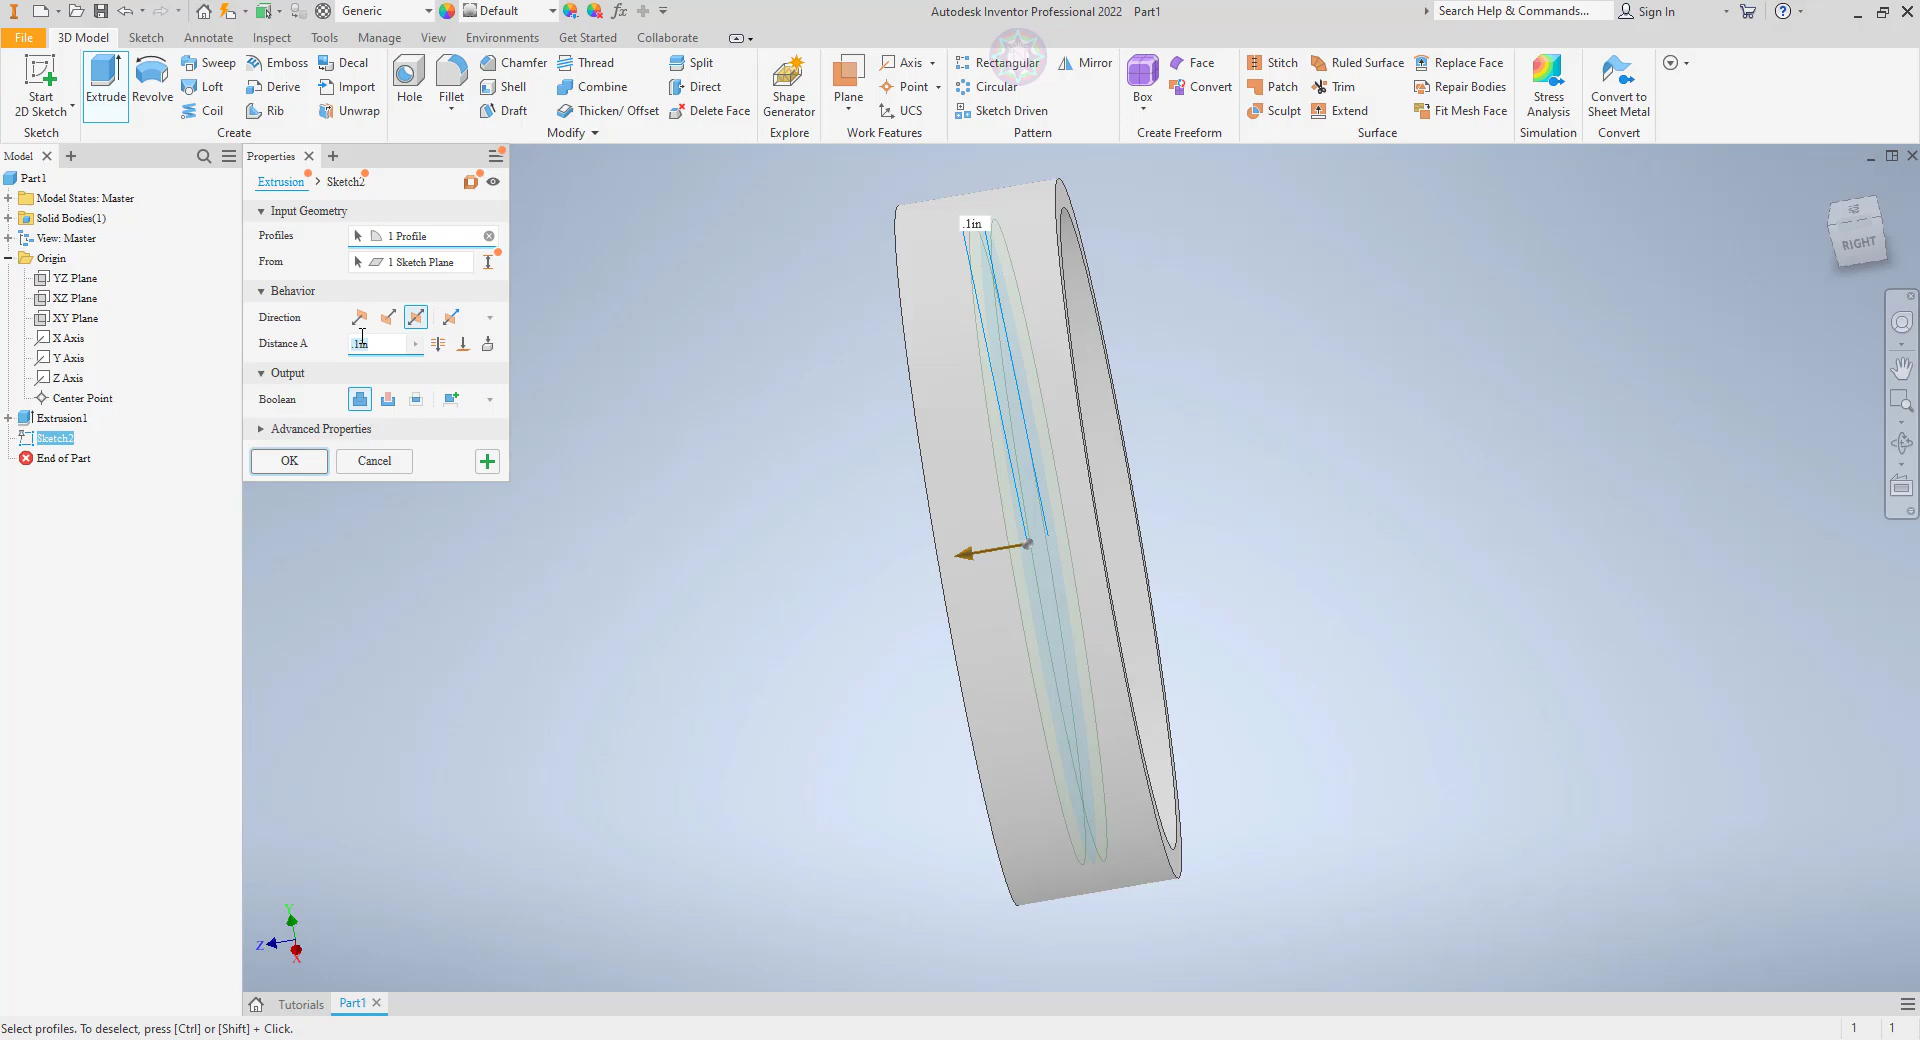 Generic
Default
Autodesk Inventor Professional 2022 Part1
Search Help & Commands...
Sign In
File
3D Model
Sketch
Annotate
Inspect
Tools
Manage
View
Environments
Get Started
Collaborate
Start
2D Sketch
Sketch
Extrude
Revolve
Sweep
Loft
Coil
Emboss
Derive
Rib
Decal
Import
Unwrap
Create
Hole
Fillet
Chamfer
Shell
Draft
Thread
Combine
Thicken/ Offset
Split
Direct
Delete Face
Modify
Shape
Generator
Explore
Plane
Axis
Point
UCS
Work Features
Rectangular
Circular
Sketch Driven
Mirror
Pattern
Box
Face
Convert
Create Freeform
Stitch
Patch
Sculpt
Ruled Surface
Trim
Extend
Replace Face
Repair Bodies
Fit Mesh Face
Surface
Stress
Analysis
Simulation
Convert to
Sheet Metal
Convert
Model
Part1
Model States: Master
Solid Bodies(1)
View: Master
Origin
YZ Plane
XZ Plane
XY Plane
X Axis
Y Axis
Z Axis
Center Point
Extrusion1
Sketch2
End of Part
Properties
Extrusion > Sketch2
Input Geometry
Profiles
1 Profile
From
1 Sketch Plane
Behavior
Direction
Distance A
.1in
Output
Boolean
Advanced Properties
OK
Cancel
.1in
RIGHT
Y
Z
X
Tutorials
Part1
Select profiles. To deselect, press [Ctrl] or [Shift] + Click.
1
1